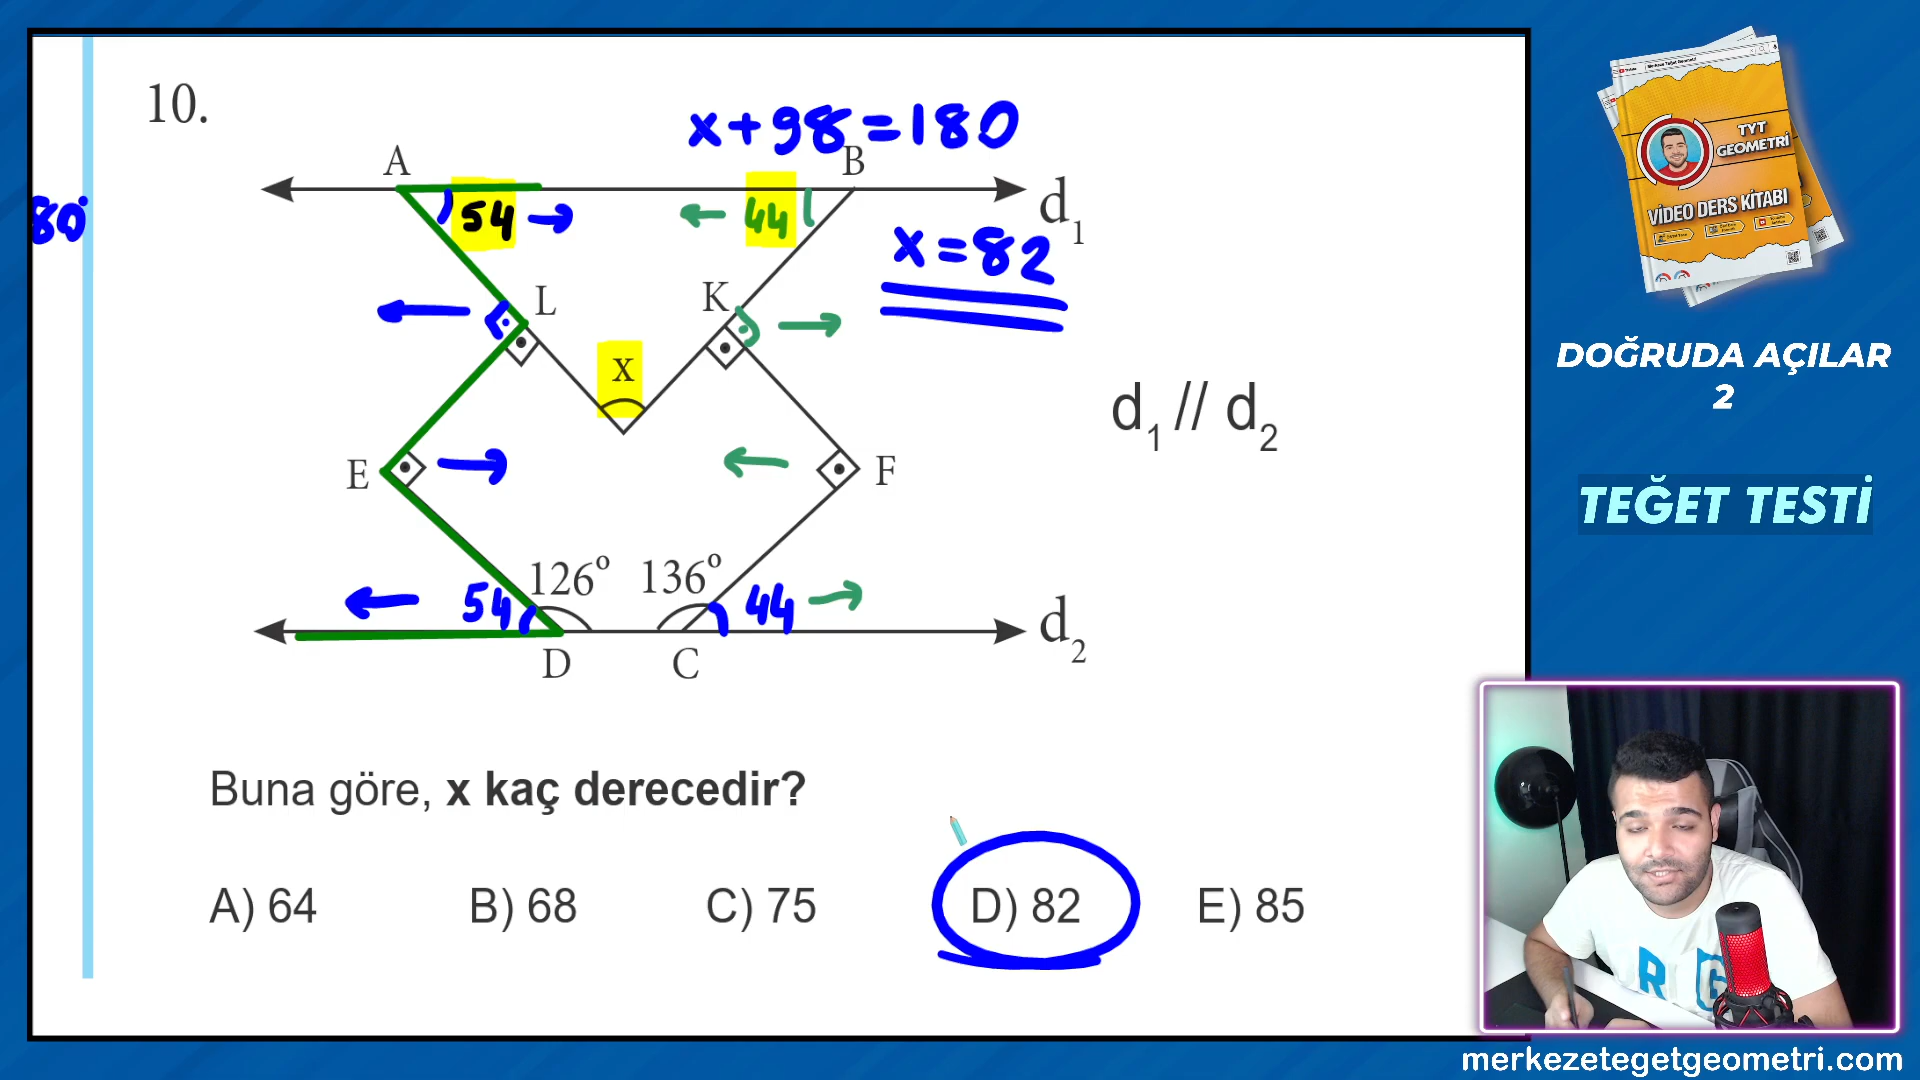 10.
x+98=180
A
B
d1
80°
54
44
x=82
L
K
x
d1 // d2
E
F
126°
136°
54
44
d2
D
C
Buna göre, x kaç derecedir?
A) 64
B) 68
C) 75
D) 82
E) 85
TYT
GEOMETRİ
VİDEO DERS KİTABI
DOĞRUDA AÇILAR
2
TEĞET TESTİ
R G
merkezetegetgeometri.com